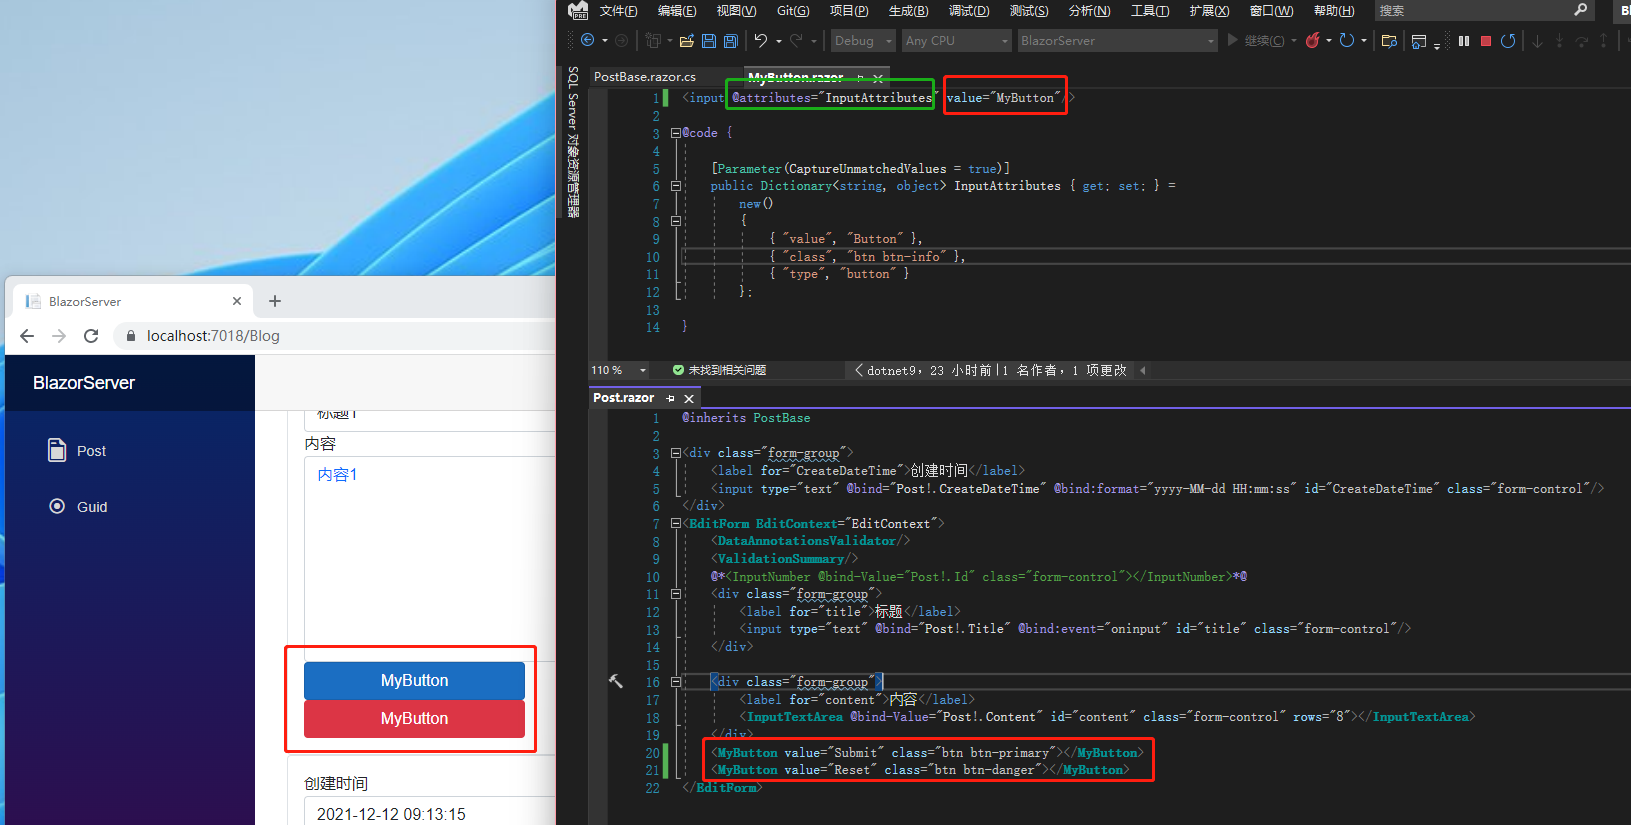 文件(F) 编辑(E) 视图(V) Git(G) 项目(P) 生成(B) 调试(D) 测试(S) 分析(N) 工具(T) 扩展(X) 窗口(W) 帮助(H) 搜索
Debug Any CPU BlazorServer 继续(C)
SQL Server 对象资源管理器
PostBase.razor.cs MyButton.razor
1 <input @attributes="InputAttributes" value="MyButton"/>
2
3 @code {
4
5 [Parameter(CaptureUnmatchedValues = true)]
6 public Dictionary<string, object> InputAttributes { get; set; } =
7 new()
8 {
9 { "value", "Button" },
10 { "class", "btn btn-info" },
11 { "type", "button" }
12 };
13
14 }
110 % 未找到相关问题 dotnet9, 23 小时前 | 1 名作者, 1 项更改
Post.razor
1 @inherits PostBase
2
3 <div class="form-group">
4 <label for="CreateDateTime">创建时间</label>
5 <input type="text" @bind="Post!.CreateDateTime" @bind:format="yyyy-MM-dd HH:mm:ss" id="CreateDateTime" class="form-control"/>
6 </div>
7 <EditForm EditContext="EditContext">
8 <DataAnnotationsValidator/>
9 <ValidationSummary/>
10 @*<InputNumber @bind-Value="Post!.Id" class="form-control"></InputNumber>*@
11 <div class="form-group">
12 <label for="title">标题</label>
13 <input type="text" @bind="Post!.Title" @bind:event="oninput" id="title" class="form-control"/>
14 </div>
15
16 <div class="form-group">
17 <label for="content">内容</label>
18 <InputTextArea @bind-Value="Post!.Content" id="content" class="form-control" rows="8"></InputTextArea>
19 </div>
20 <MyButton value="Submit" class="btn btn-primary"></MyButton>
21 <MyButton value="Reset" class="btn btn-danger"></MyButton>
22 </EditForm>
BlazorServer
localhost:7018/Blog
BlazorServer
Post
Guid
标题1
内容
内容1
MyButton
MyButton
创建时间
2021-12-12 09:13:15